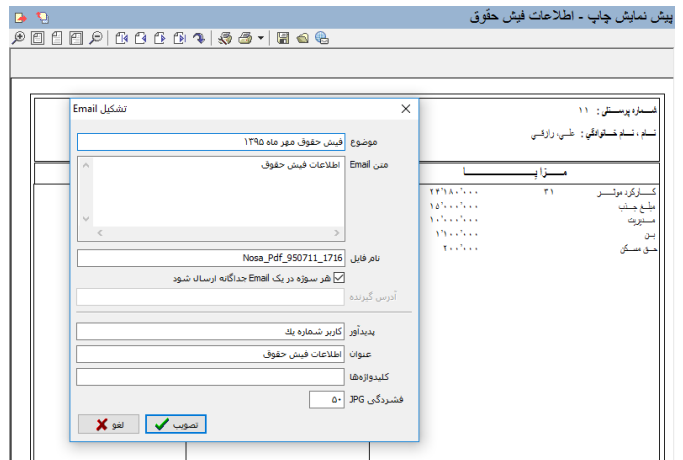 پیش نمایش چاپ - اطلاعات فیش حقوق
شماره پرسنلی : ۱۱
نام ، نام خانوادگی : علی، رازقی
مزایا
کارکرد موثر ۳۱ ۲۴'۱۸۰'۰۰۰
مبلغ جذب ۱۵'۰۰۰'۰۰۰
مدیریت ۱۰'۰۰۰'۰۰۰
بن ۱'۱۰۰'۰۰۰
حق مسکن ۲۰۰'۰۰۰
تشکیل Email
موضوع فیش حقوق مهر ماه ۱۳۹۵
متن Email اطلاعات فیش حقوق
نام فایل Nosa_Pdf_950711_1716
هر سوژه در یک Email جداگانه ارسال شود
آدرس گیرنده
پدیدآور کاربر شماره یك
عنوان اطلاعات فیش حقوق
کلیدواژه‌ها
فشردگی JPG ۵۰
تصویب لغو